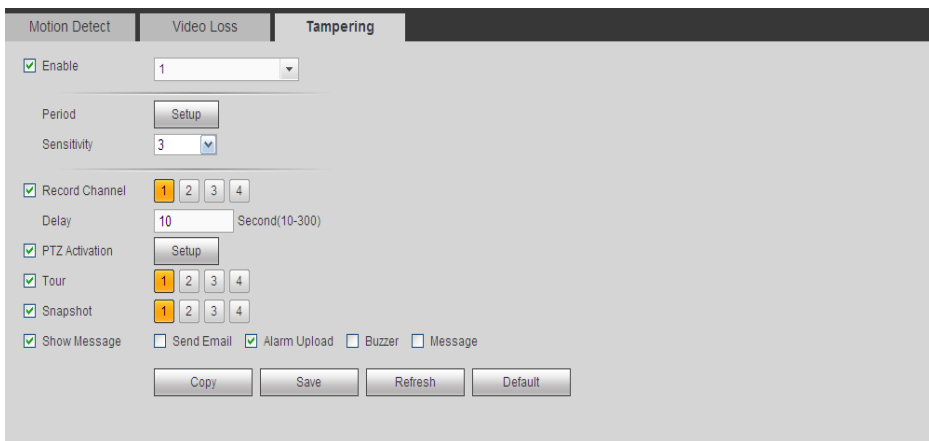 Motion Detect Video Loss Tampering
Enable 1
Period Setup
Sensitivity 3
Record Channel 1 2 3 4
Delay 10 Second(10-300)
PTZ Activation Setup
Tour 1 2 3 4
Snapshot 1 2 3 4
Show Message Send Email Alarm Upload Buzzer Message
Copy Save Refresh Default